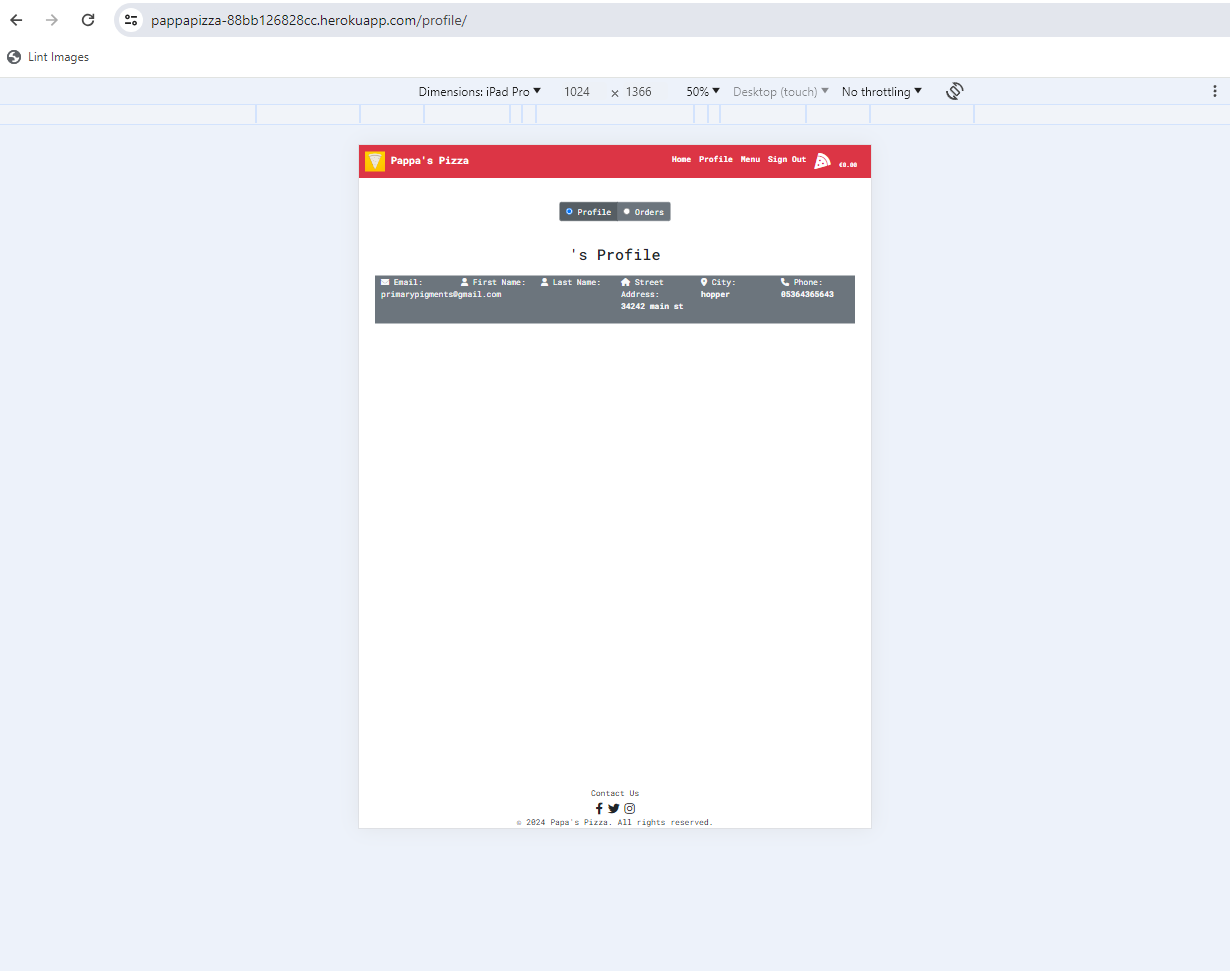 pappapizza-88bb126828cc.herokuapp.com/profile/
Lint Images
Dimensions: iPad Pro 1024 × 1366 50% Desktop (touch) No throttling
Pappa's Pizza Home Profile Menu Sign Out €0.00
Profile Orders
's Profile
Email: First Name: Last Name: Street City: Phone:
primarypigments@gmail.com Address: hopper 05364365643
34242 main st
Contact Us
© 2024 Papa's Pizza. All rights reserved.